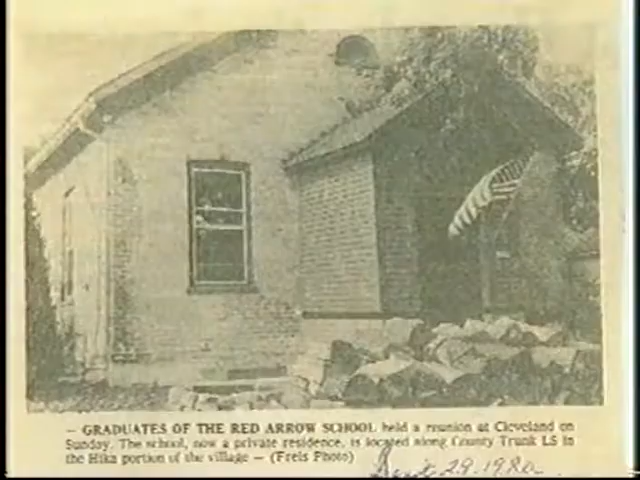 — GRADUATES OF THE RED ARROW SCHOOL held a reunion at Cleveland on
Sunday. The school, now a private residence, is located along County Trunk LS in
the Hika portion of the village — (Freis Photo)
Sept 29, 1980